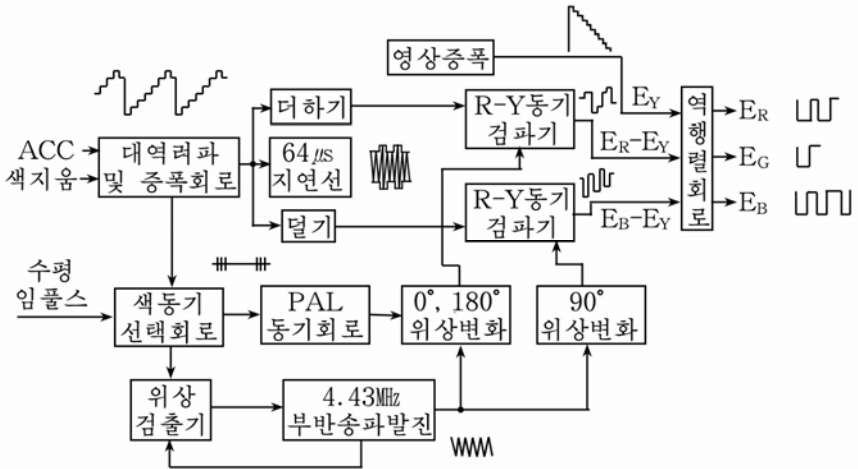 영상증폭
더하기
R-Y동기
검파기
E_Y
E_R-E_Y
역행렬회로
E_R
E_G
E_B
ACC
색지움
대역려파
및 증폭회로
64㎲
지연선
덜기
R-Y동기
검파기
E_B-E_Y
수평
임풀스
색동기
선택회로
PAL
동기회로
0°, 180°
위상변화
90°
위상변화
위상
검출기
4.43㎒
부반송파발진